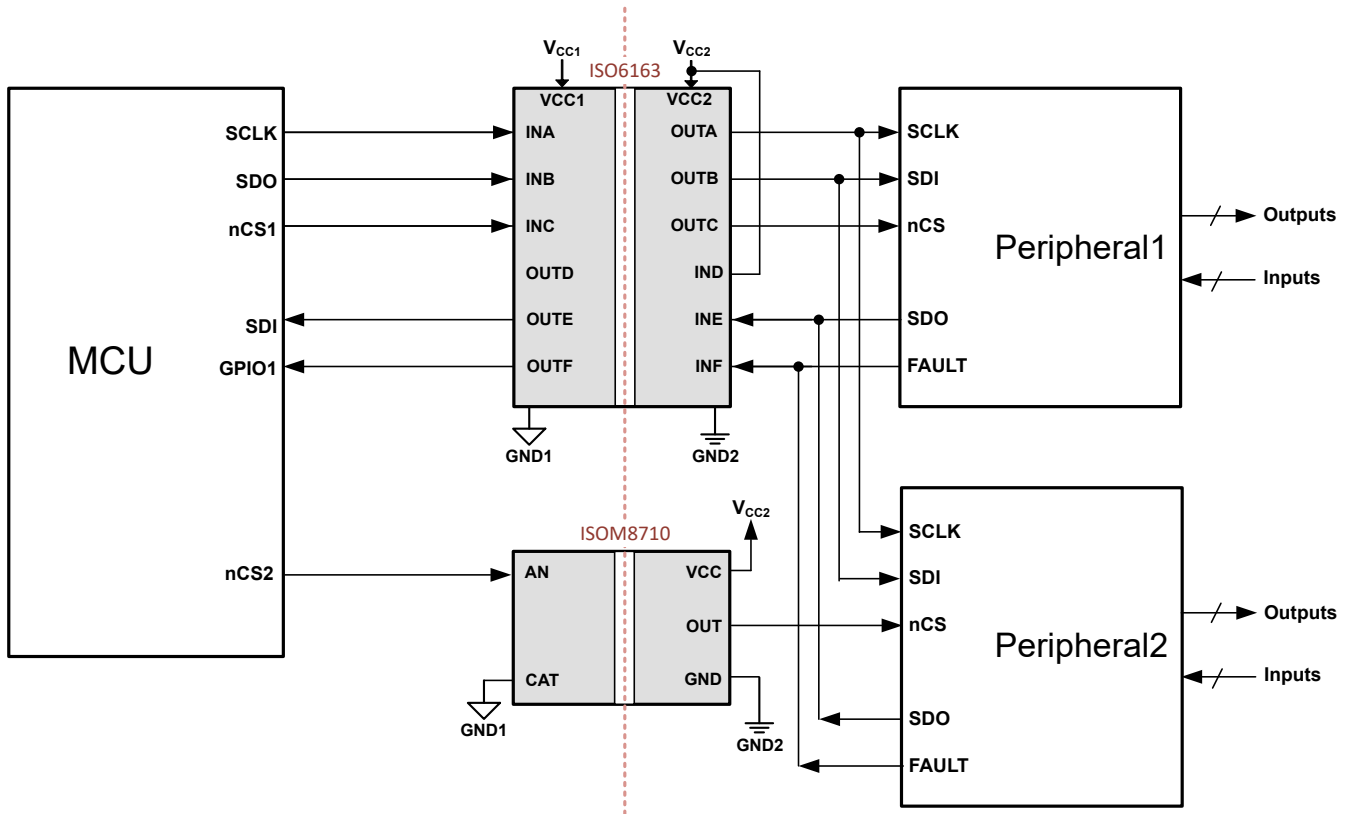 VCC1
VCC2
ISO6163
VCC1
VCC2
SCLK
INA
OUTA
SCLK
SDO
INB
OUTB
SDI
nCS1
INC
OUTC
nCS
Outputs
Peripheral1
OUTD
IND
Inputs
SDI
OUTE
INE
SDO
MCU
GPIO1
OUTF
INF
FAULT
GND1
GND2
VCC2
ISOM8710
SCLK
nCS2
AN
VCC
SDI
Outputs
OUT
nCS
Peripheral2
CAT
GND
Inputs
GND1
SDO
GND2
FAULT